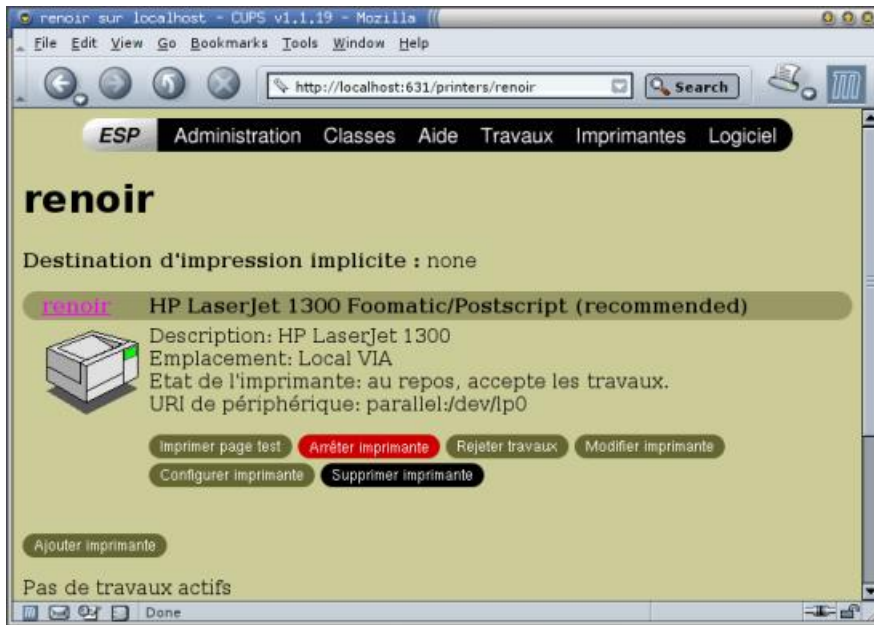 renoir sur localhost - CUPS v1.1.19 - Mozilla
File Edit View Go Bookmarks Tools Window Help
http://localhost:631/printers/renoir Search
ESP Administration Classes Aide Travaux Imprimantes Logiciel
renoir
Destination d'impression implicite : none
renoir HP LaserJet 1300 Foomatic/Postscript (recommended)
Description: HP LaserJet 1300
Emplacement: Local VIA
Etat de l'imprimante: au repos, accepte les travaux.
URI de périphérique: parallel:/dev/lp0
Imprimer page test Arrêter imprimante Rejeter travaux Modifier imprimante
Configurer imprimante Supprimer imprimante
Ajouter imprimante
Pas de travaux actifs
Done